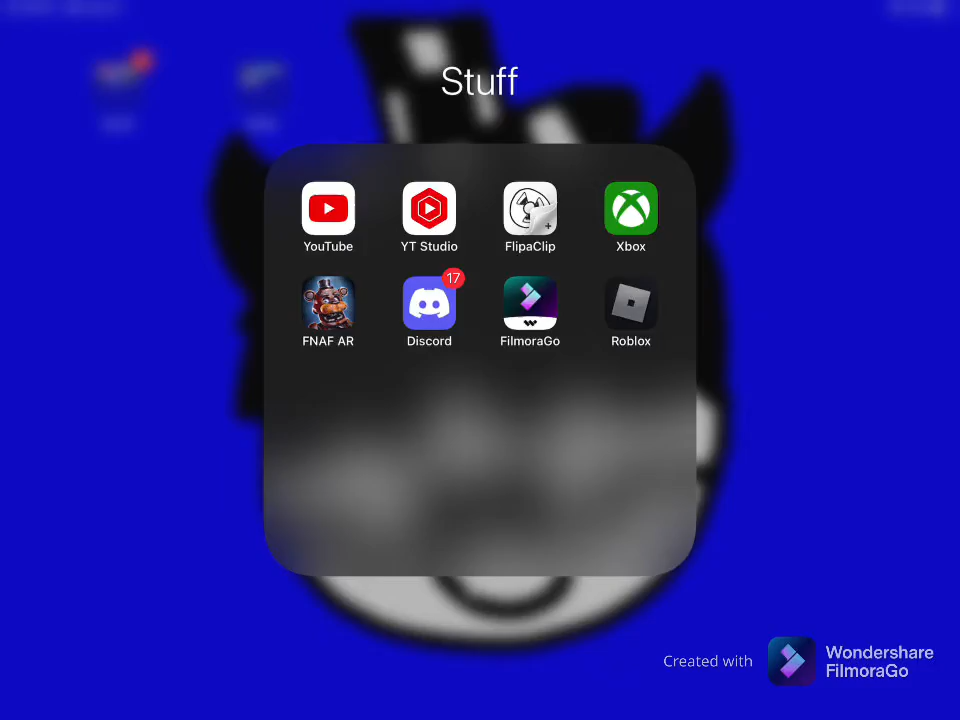 Stuff
YouTube
YT Studio
FlipaClip
Xbox
17
FNAF AR
Discord
FilmoraGo
Roblox
Created with
Wondershare
FilmoraGo